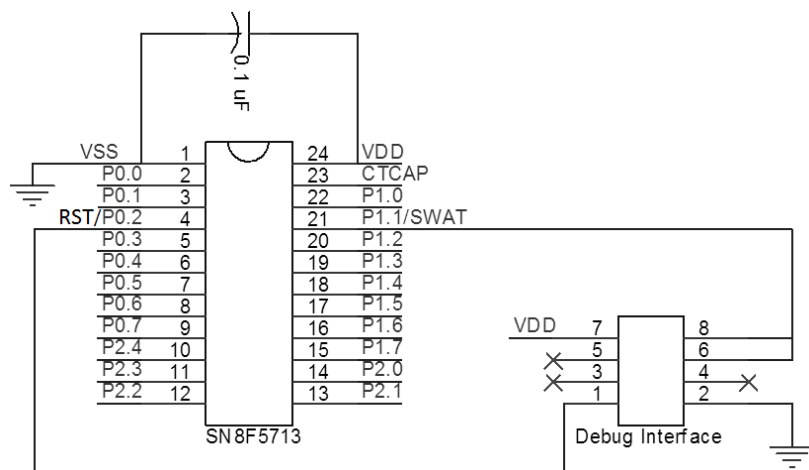 0.1 uF
VSS 1 24 VDD
P0.0 2 23 CTCAP
P0.1 3 22 P1.0
RST/P0.2 4 21 P1.1/SWAT
P0.3 5 20 P1.2
P0.4 6 19 P1.3
P0.5 7 18 P1.4
P0.6 8 17 P1.5
P0.7 9 16 P1.6
P2.4 10 15 P1.7
P2.3 11 14 P2.0
P2.2 12 13 P2.1
SN8F5713
VDD 7 8
5 6
3 4
1 2
Debug Interface